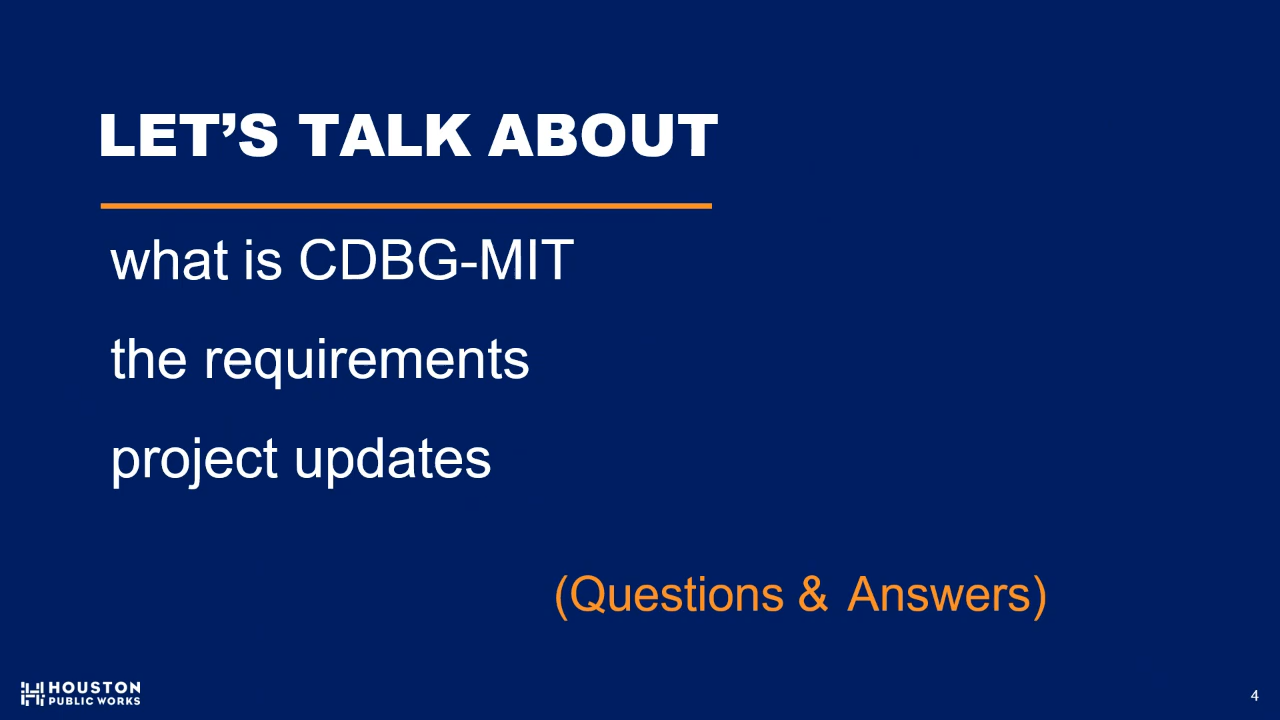 LET’S TALK ABOUT
what is CDBG-MIT
the requirements
project updates
(Questions & Answers)
HOUSTON
PUBLIC WORKS
4